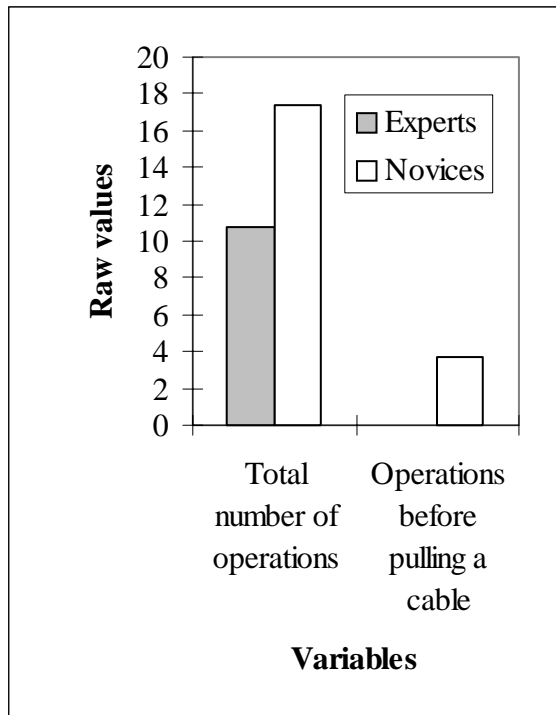 20
18
16
14
12
10
8
6
4
2
0
Raw values
Experts
Novices
Total
number of
operations
Operations
before
pulling a
cable
Variables